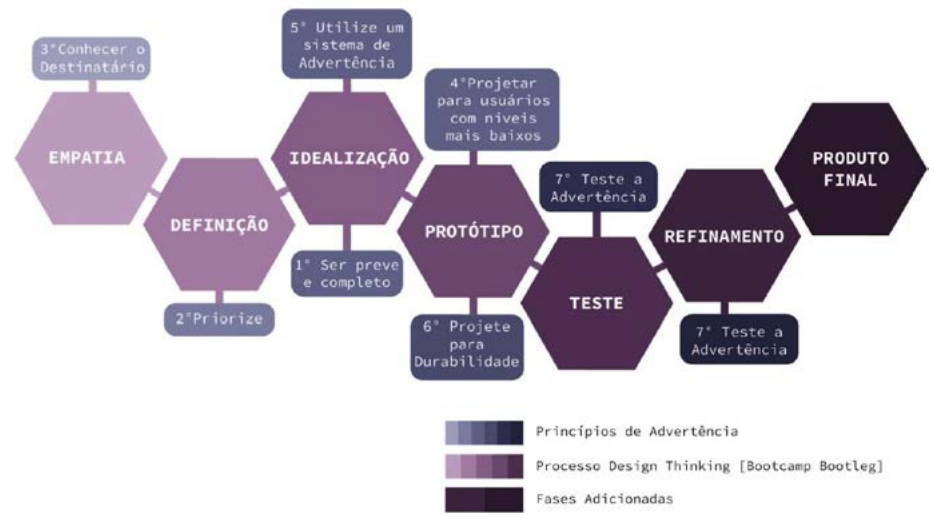 3°Conhecer o
Destinatário
EMPATIA
DEFINIÇÃO
2°Priorize
5° Utilize um
sistema de
Advertência
IDEALIZAÇÃO
1° Ser preve
e completo
4°Projetar
para usuários
com níveis
mais baixos
PROTÓTIPO
6° Projete
para
Durabilidade
7° Teste a
Advertência
TESTE
REFINAMENTO
7° Teste a
Advertência
PRODUTO
FINAL
Princípios de Advertência
Processo Design Thinking [Bootcamp Bootleg]
Fases Adicionadas